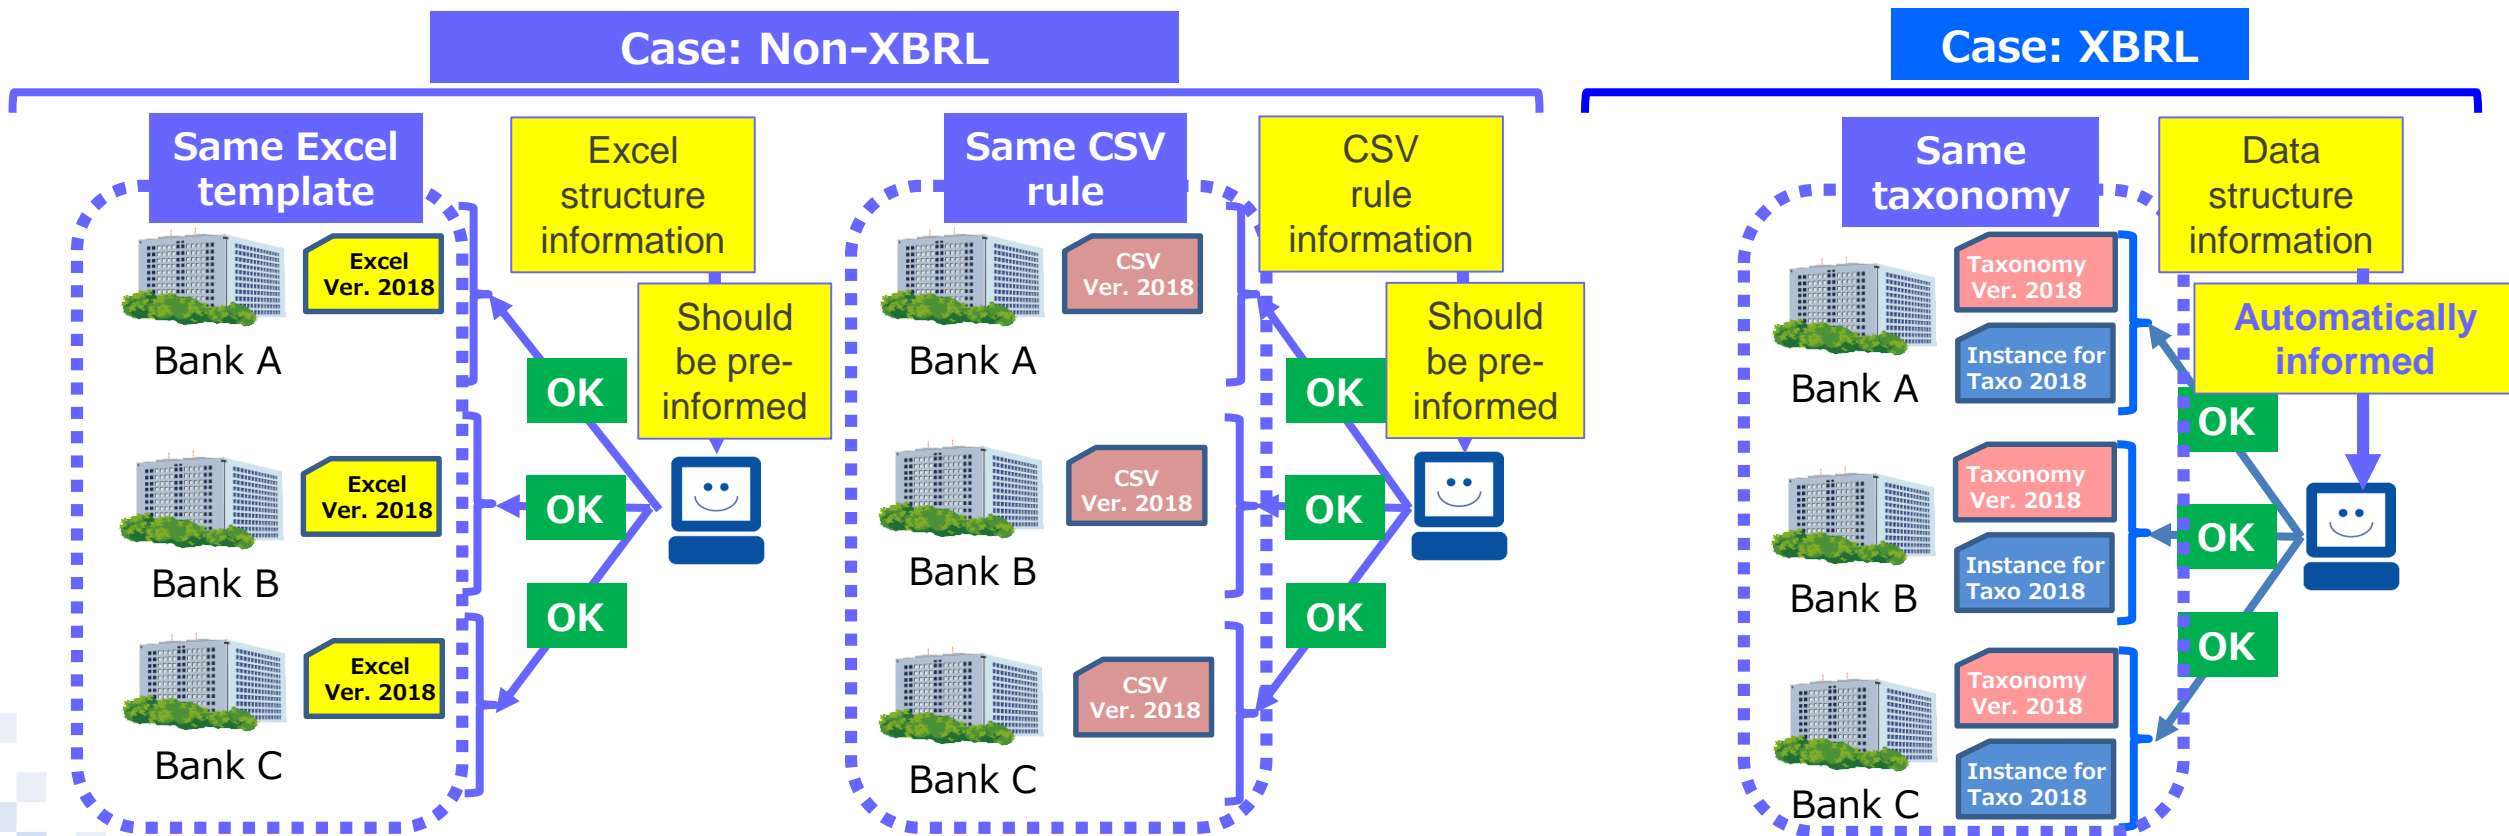 Case: Non-XBRL
Case: XBRL
Same Excel
template
Excel
structure
information
Should
be pre-
informed
Excel
Ver. 2018
Bank A
OK
Excel
Ver. 2018
Bank B
OK
Excel
Ver. 2018
Bank C
OK
Same CSV
rule
CSV
rule
information
Should
be pre-
informed
CSV
Ver. 2018
Bank A
OK
CSV
Ver. 2018
Bank B
OK
CSV
Ver. 2018
Bank C
OK
Same
taxonomy
Data
structure
information
Automatically
informed
Taxonomy
Ver. 2018
Instance for
Taxo 2018
Bank A
OK
Taxonomy
Ver. 2018
Instance for
Taxo 2018
Bank B
OK
Taxonomy
Ver. 2018
Instance for
Taxo 2018
Bank C
OK